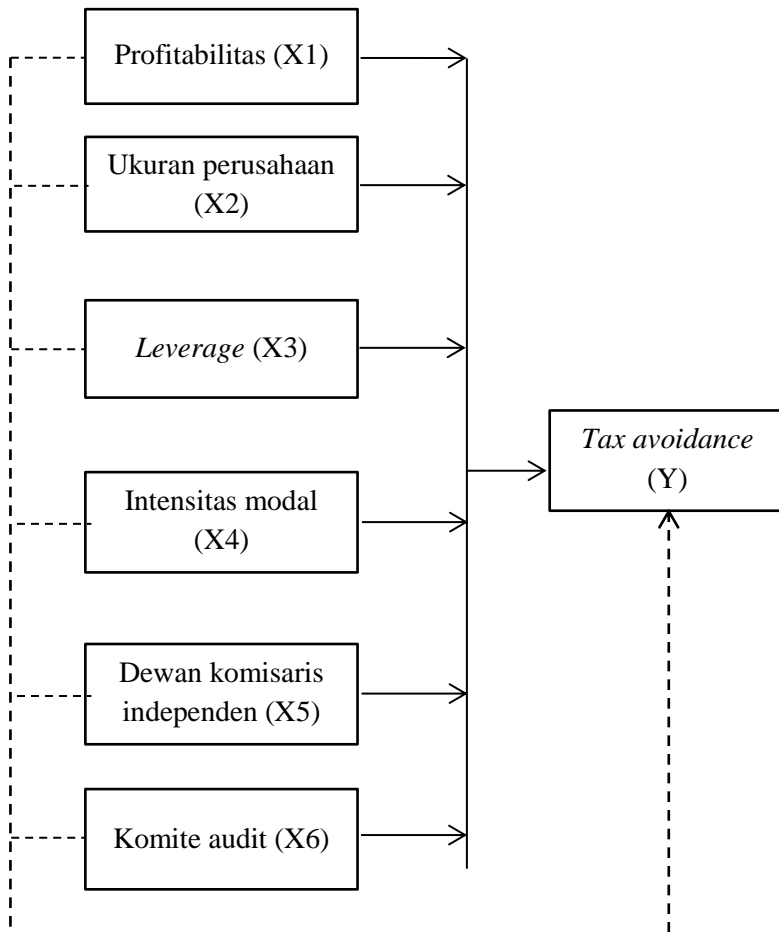 Profitabilitas (X1)
Ukuran perusahaan
(X2)
Leverage (X3)
Intensitas modal
(X4)
Dewan komisaris
independen (X5)
Komite audit (X6)
Tax avoidance
(Y)